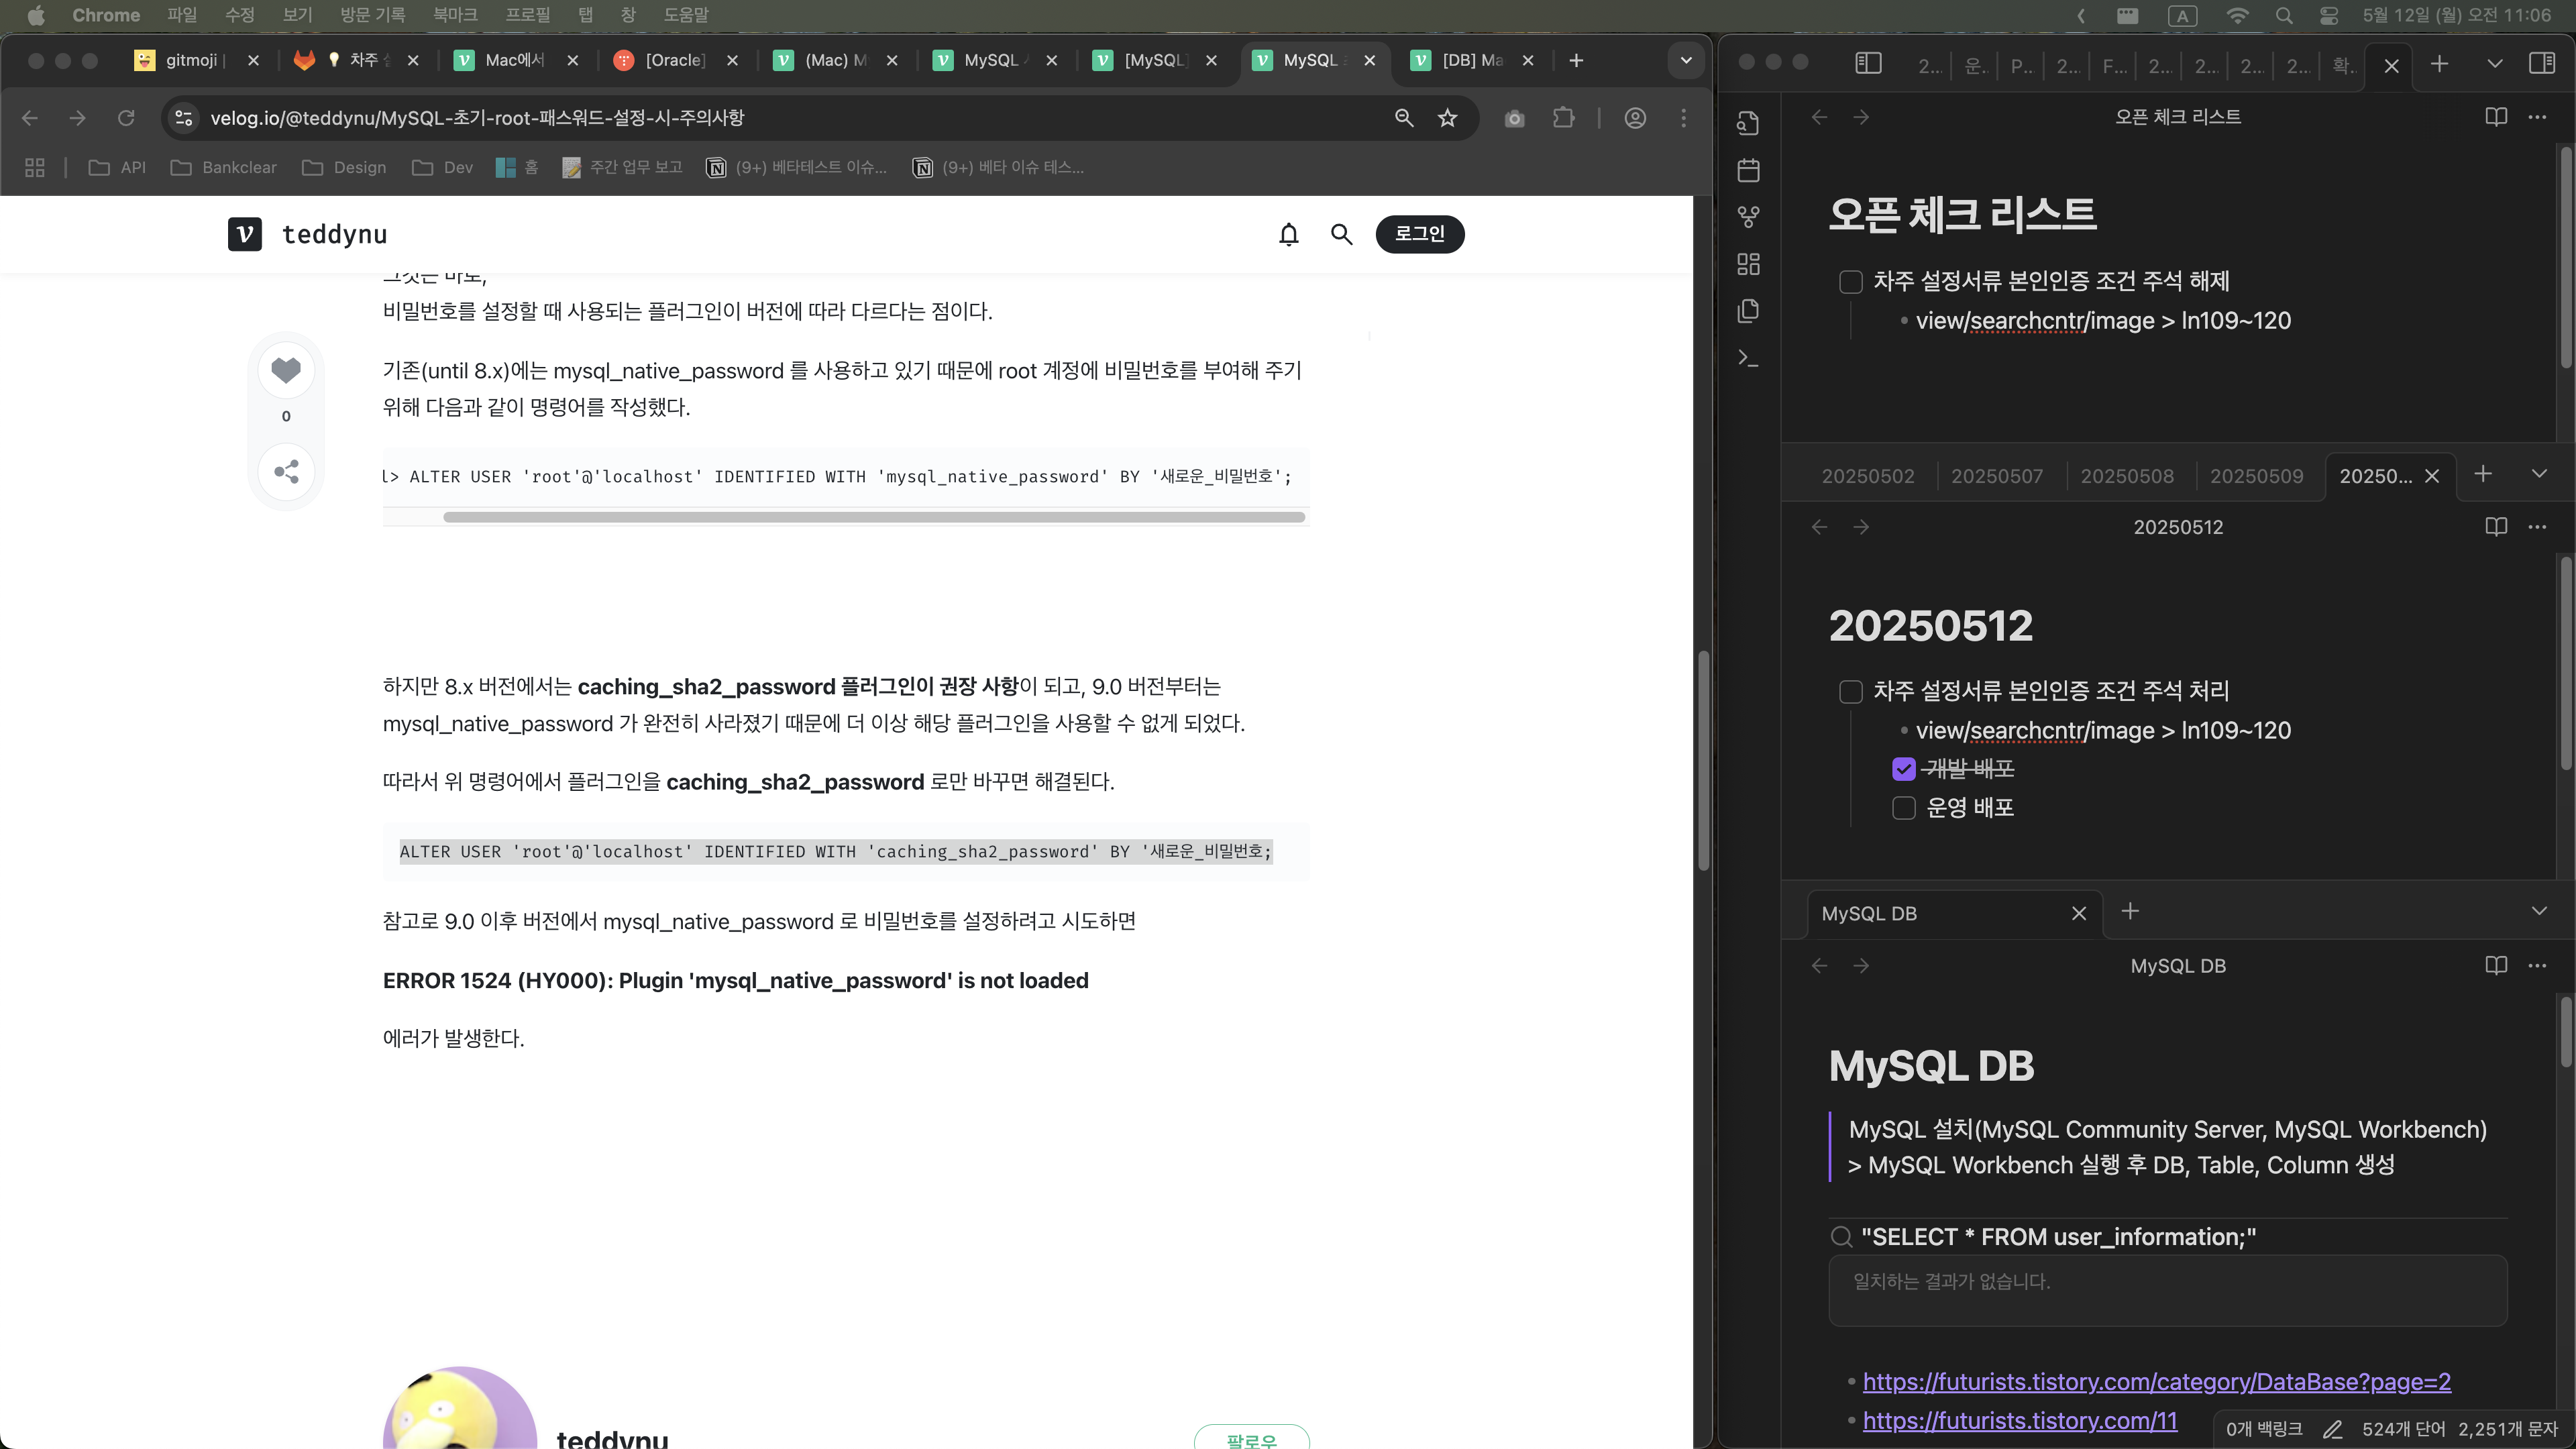 Chrome 파일 수정 보기 방문 기록 북마크 프로필 탭 창 도움말
A 5월 12일 (월) 오전 11:06
gitmoji | 차주 Mac에서 [Oracle] (Mac) M MySQL [MySQL] MySQL [DB] Ma
velog.io/@teddynu/MySQL-초기-root-패스워드-설정-시-주의사항
API Bankclear Design Dev 홈 주간 업무 보고 (9+) 베타테스트 이슈... (9+) 베타 이슈 테스...
teddynu
로그인
그것은 바로,
비밀번호를 설정할 때 사용되는 플러그인이 버전에 따라 다르다는 점이다.
0
기존(until 8.x)에는 mysql_native_password 를 사용하고 있기 때문에 root 계정에 비밀번호를 부여해 주기
위해 다음과 같이 명령어를 작성했다.
l> ALTER USER 'root'@'localhost' IDENTIFIED WITH 'mysql_native_password' BY '새로운_비밀번호';
하지만 8.x 버전에서는 caching_sha2_password 플러그인이 권장 사항이 되고, 9.0 버전부터는
mysql_native_password 가 완전히 사라졌기 때문에 더 이상 해당 플러그인을 사용할 수 없게 되었다.
따라서 위 명령어에서 플러그인을 caching_sha2_password 로만 바꾸면 해결된다.
ALTER USER 'root'@'localhost' IDENTIFIED WITH 'caching_sha2_password' BY '새로운_비밀번호;
참고로 9.0 이후 버전에서 mysql_native_password 로 비밀번호를 설정하려고 시도하면
ERROR 1524 (HY000): Plugin 'mysql_native_password' is not loaded
에러가 발생한다.
teddynu
팔로우
2... 운. P... 2... F... 2... 2... 2... 2... 확.
오픈 체크 리스트
오픈 체크 리스트
차주 설정서류 본인인증 조건 주석 해제
view/searchcntr/image > ln109~120
20250502 20250507 20250508 20250509 20250...
20250512
20250512
차주 설정서류 본인인증 조건 주석 처리
view/searchcntr/image > ln109~120
개발 배포
운영 배포
MySQL DB
MySQL DB
MySQL DB
MySQL 설치(MySQL Community Server, MySQL Workbench)
> MySQL Workbench 실행 후 DB, Table, Column 생성
"SELECT * FROM user_information;"
일치하는 결과가 없습니다.
https://futurists.tistory.com/category/DataBase?page=2
https://futurists.tistory.com/11
0개 백링크 524개 단어 2,251개 문자